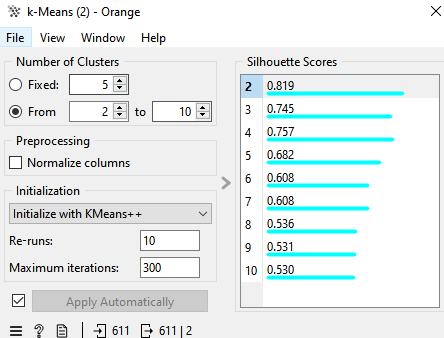 k-Means (2) - Orange
File View Window Help
Number of Clusters
Fixed: 5
From 2 to 10
Preprocessing
Normalize columns
Initialization
Initialize with KMeans++
Re-runs: 10
Maximum iterations: 300
Apply Automatically
? 611 611 | 2
Silhouette Scores
2 0.819
3 0.745
4 0.757
5 0.682
6 0.608
7 0.608
8 0.536
9 0.531
10 0.530